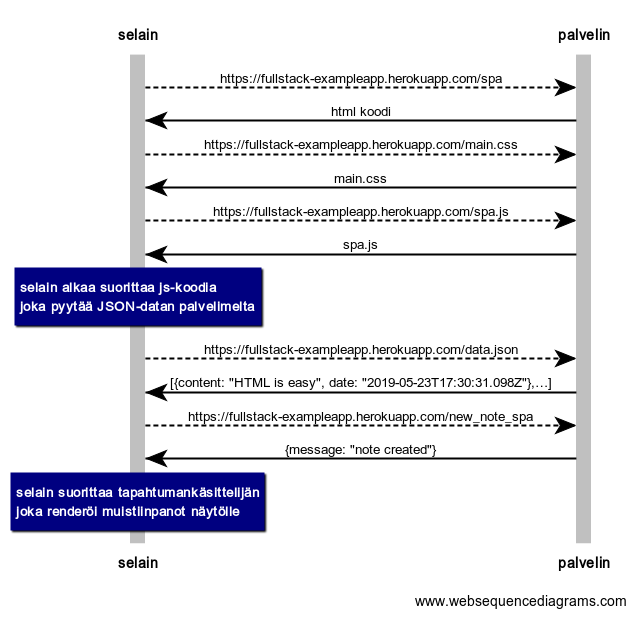 selain palvelin
https://fullstack-exampleapp.herokuapp.com/spa
html koodi
https://fullstack-exampleapp.herokuapp.com/main.css
main.css
https://fullstack-exampleapp.herokuapp.com/spa.js
spa.js
selain alkaa suorittaa js-koodia
joka pyytää JSON-datan palvelimelta
https://fullstack-exampleapp.herokuapp.com/data.json
[{content: "HTML is easy", date: "2019-05-23T17:30:31.098Z"},...]
https://fullstack-exampleapp.herokuapp.com/new_note_spa
{message: "note created"}
selain suorittaa tapahtumankäsittelijän
joka renderöi muistiinpanot näytölle
selain palvelin
www.websequencediagrams.com